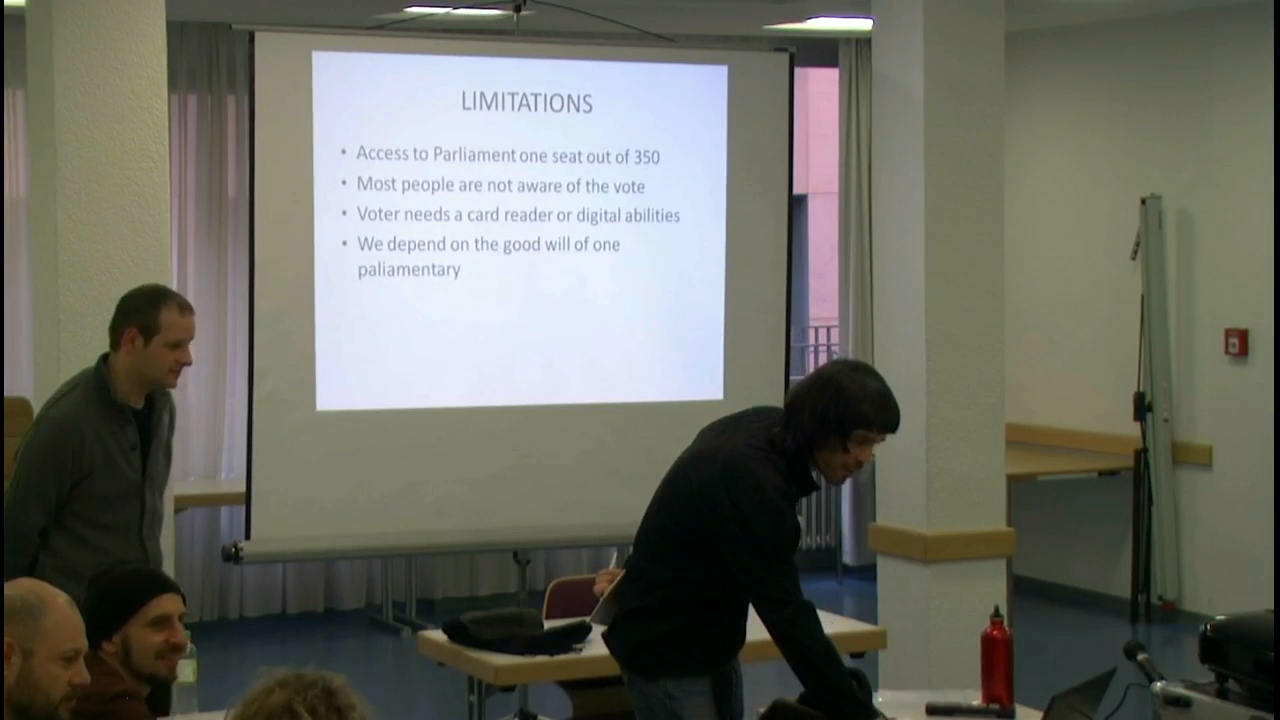 LIMITATIONS
• Access to Parliament one seat out of 350
• Most people are not aware of the vote
• Voter needs a card reader or digital abilities
• We depend on the good will of one
paliamentary